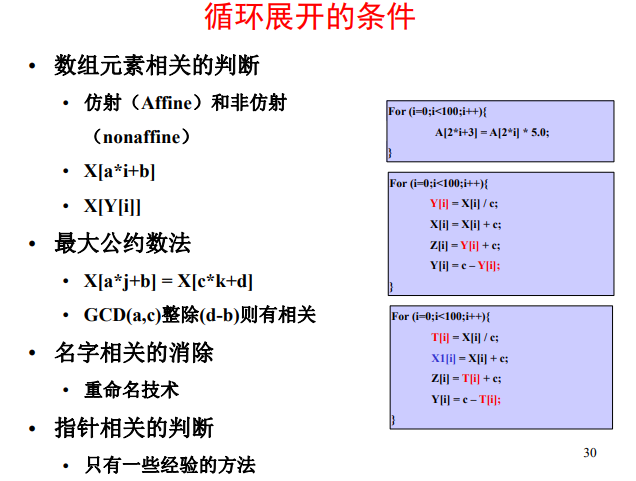 循环展开的条件
• 数组元素相关的判断
• 仿射（Affine）和非仿射
（nonaffine）
• X[a*i+b]
• X[Y[i]]
• 最大公约数法
• X[a*j+b] = X[c*k+d]
• GCD(a,c)整除(d-b)则有相关
• 名字相关的消除
• 重命名技术
• 指针相关的判断
• 只有一些经验的方法
For (i=0;i<100;i++){
A[2*i+3] = A[2*i] * 5.0;
}
For (i=0;i<100;i++){
Y[i] = X[i] / c;
X[i] = X[i] + c;
Z[i] = Y[i] + c;
Y[i] = c – Y[i];
}
For (i=0;i<100;i++){
T[i] = X[i] / c;
X1[i] = X[i] + c;
Z[i] = T[i] + c;
Y[i] = c – T[i];
}
30